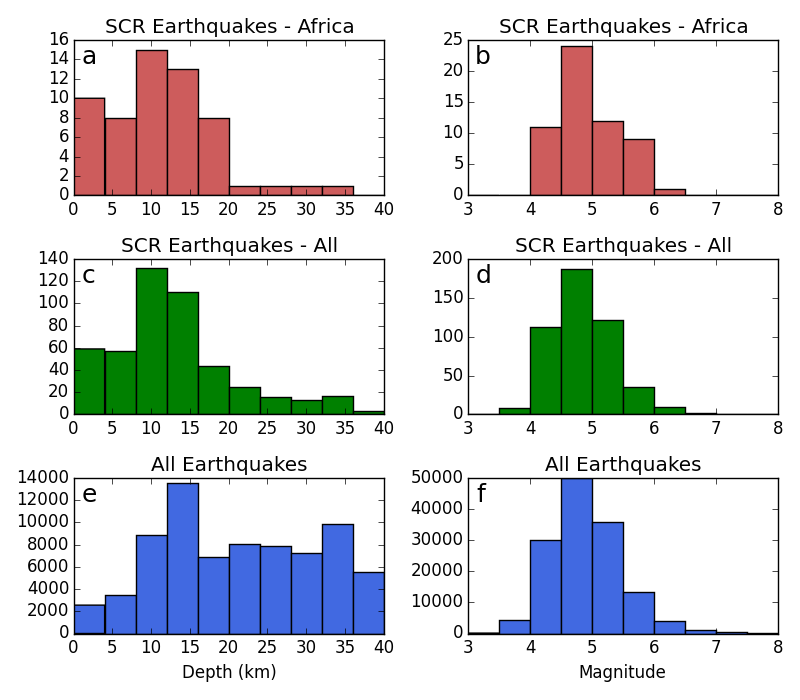 SCR Earthquakes - Africa
a
16
14
12
10
8
6
4
2
0
0 5 10 15 20 25 30 35 40
SCR Earthquakes - Africa
b
25
20
15
10
5
0
3 4 5 6 7 8
SCR Earthquakes - All
c
140
120
100
80
60
40
20
0
0 5 10 15 20 25 30 35 40
SCR Earthquakes - All
d
200
150
100
50
0
3 4 5 6 7 8
All Earthquakes
e
14000
12000
10000
8000
6000
4000
2000
0
0 5 10 15 20 25 30 35 40
Depth (km)
All Earthquakes
f
50000
40000
30000
20000
10000
0
3 4 5 6 7 8
Magnitude